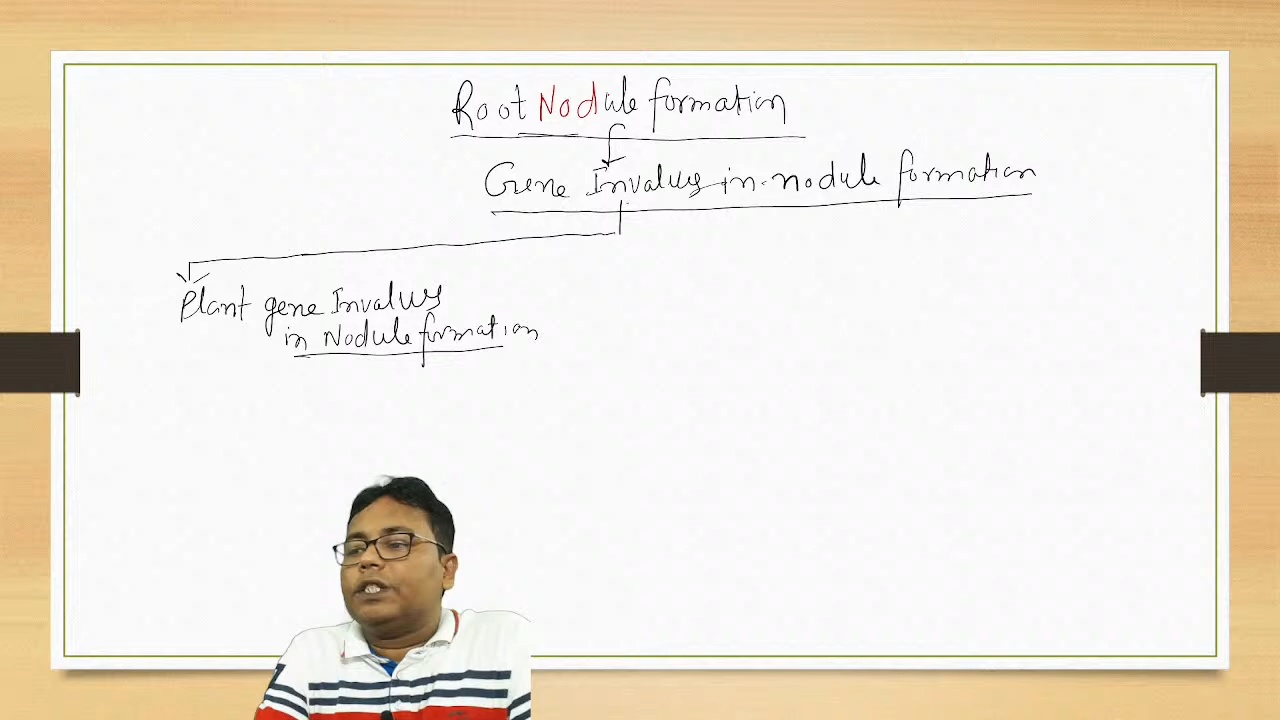 Root Nodule formation
Gene Involves in nodule formation
Plant gene Involves
in Nodule formation